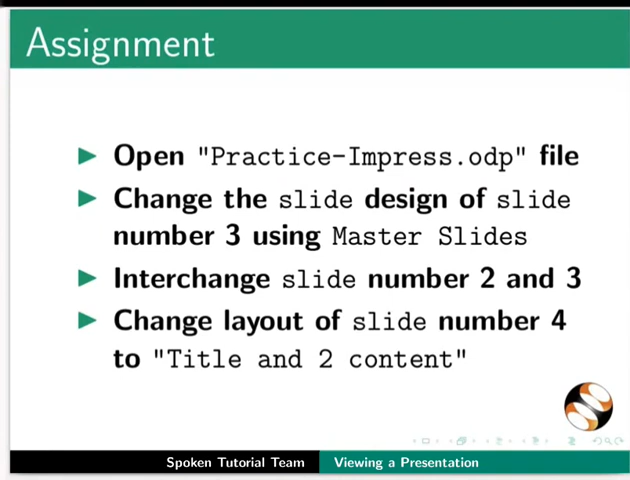 Assignment
Open "Practice-Impress.odp" file
Change the slide design of slide
number 3 using Master Slides
Interchange slide number 2 and 3
Change layout of slide number 4
to "Title and 2 content"
Spoken Tutorial Team
Viewing a Presentation